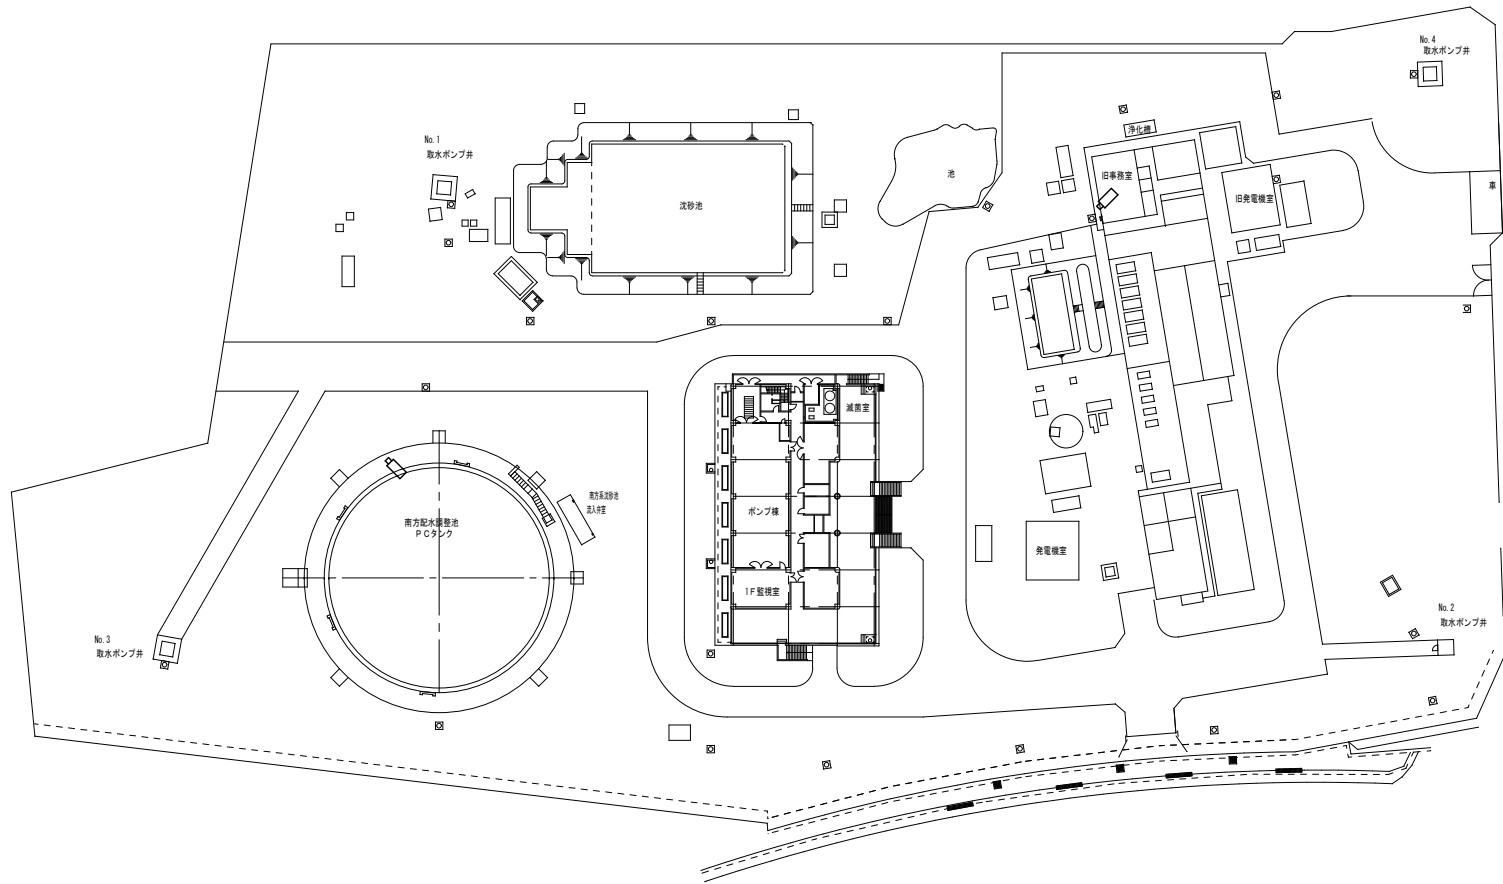 No.4
取水ポンプ井
No.1
取水ポンプ井
浄化槽
旧事務室
旧発電機室
車
池
沈砂池
滅菌室
ポンプ棟
1F監視室
南方系沈砂池
流入弁室
南方配水調整池
PCタンク
発電機室
No.2
取水ポンプ井
No.3
取水ポンプ井